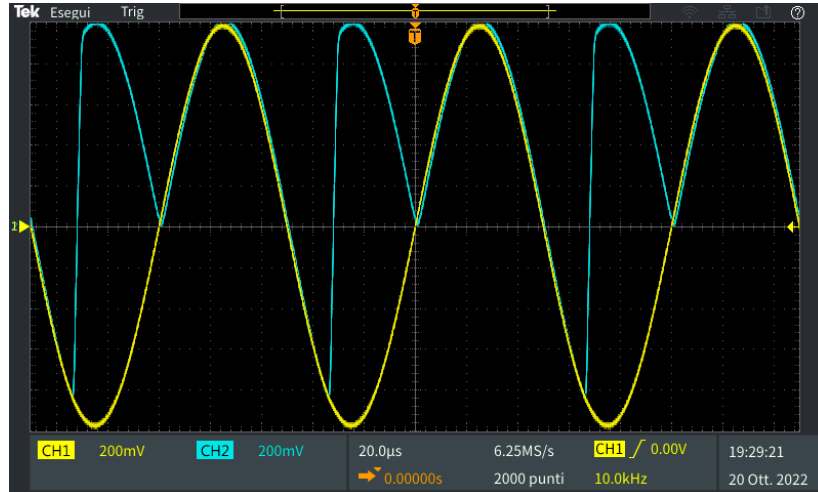 Tek Esegui Trig
T
T
1
CH1 200mV CH2 200mV 20.0µs 6.25MS/s CH1 0.00V 19:29:21
0.00000s 2000 punti 10.0kHz 20 Ott. 2022